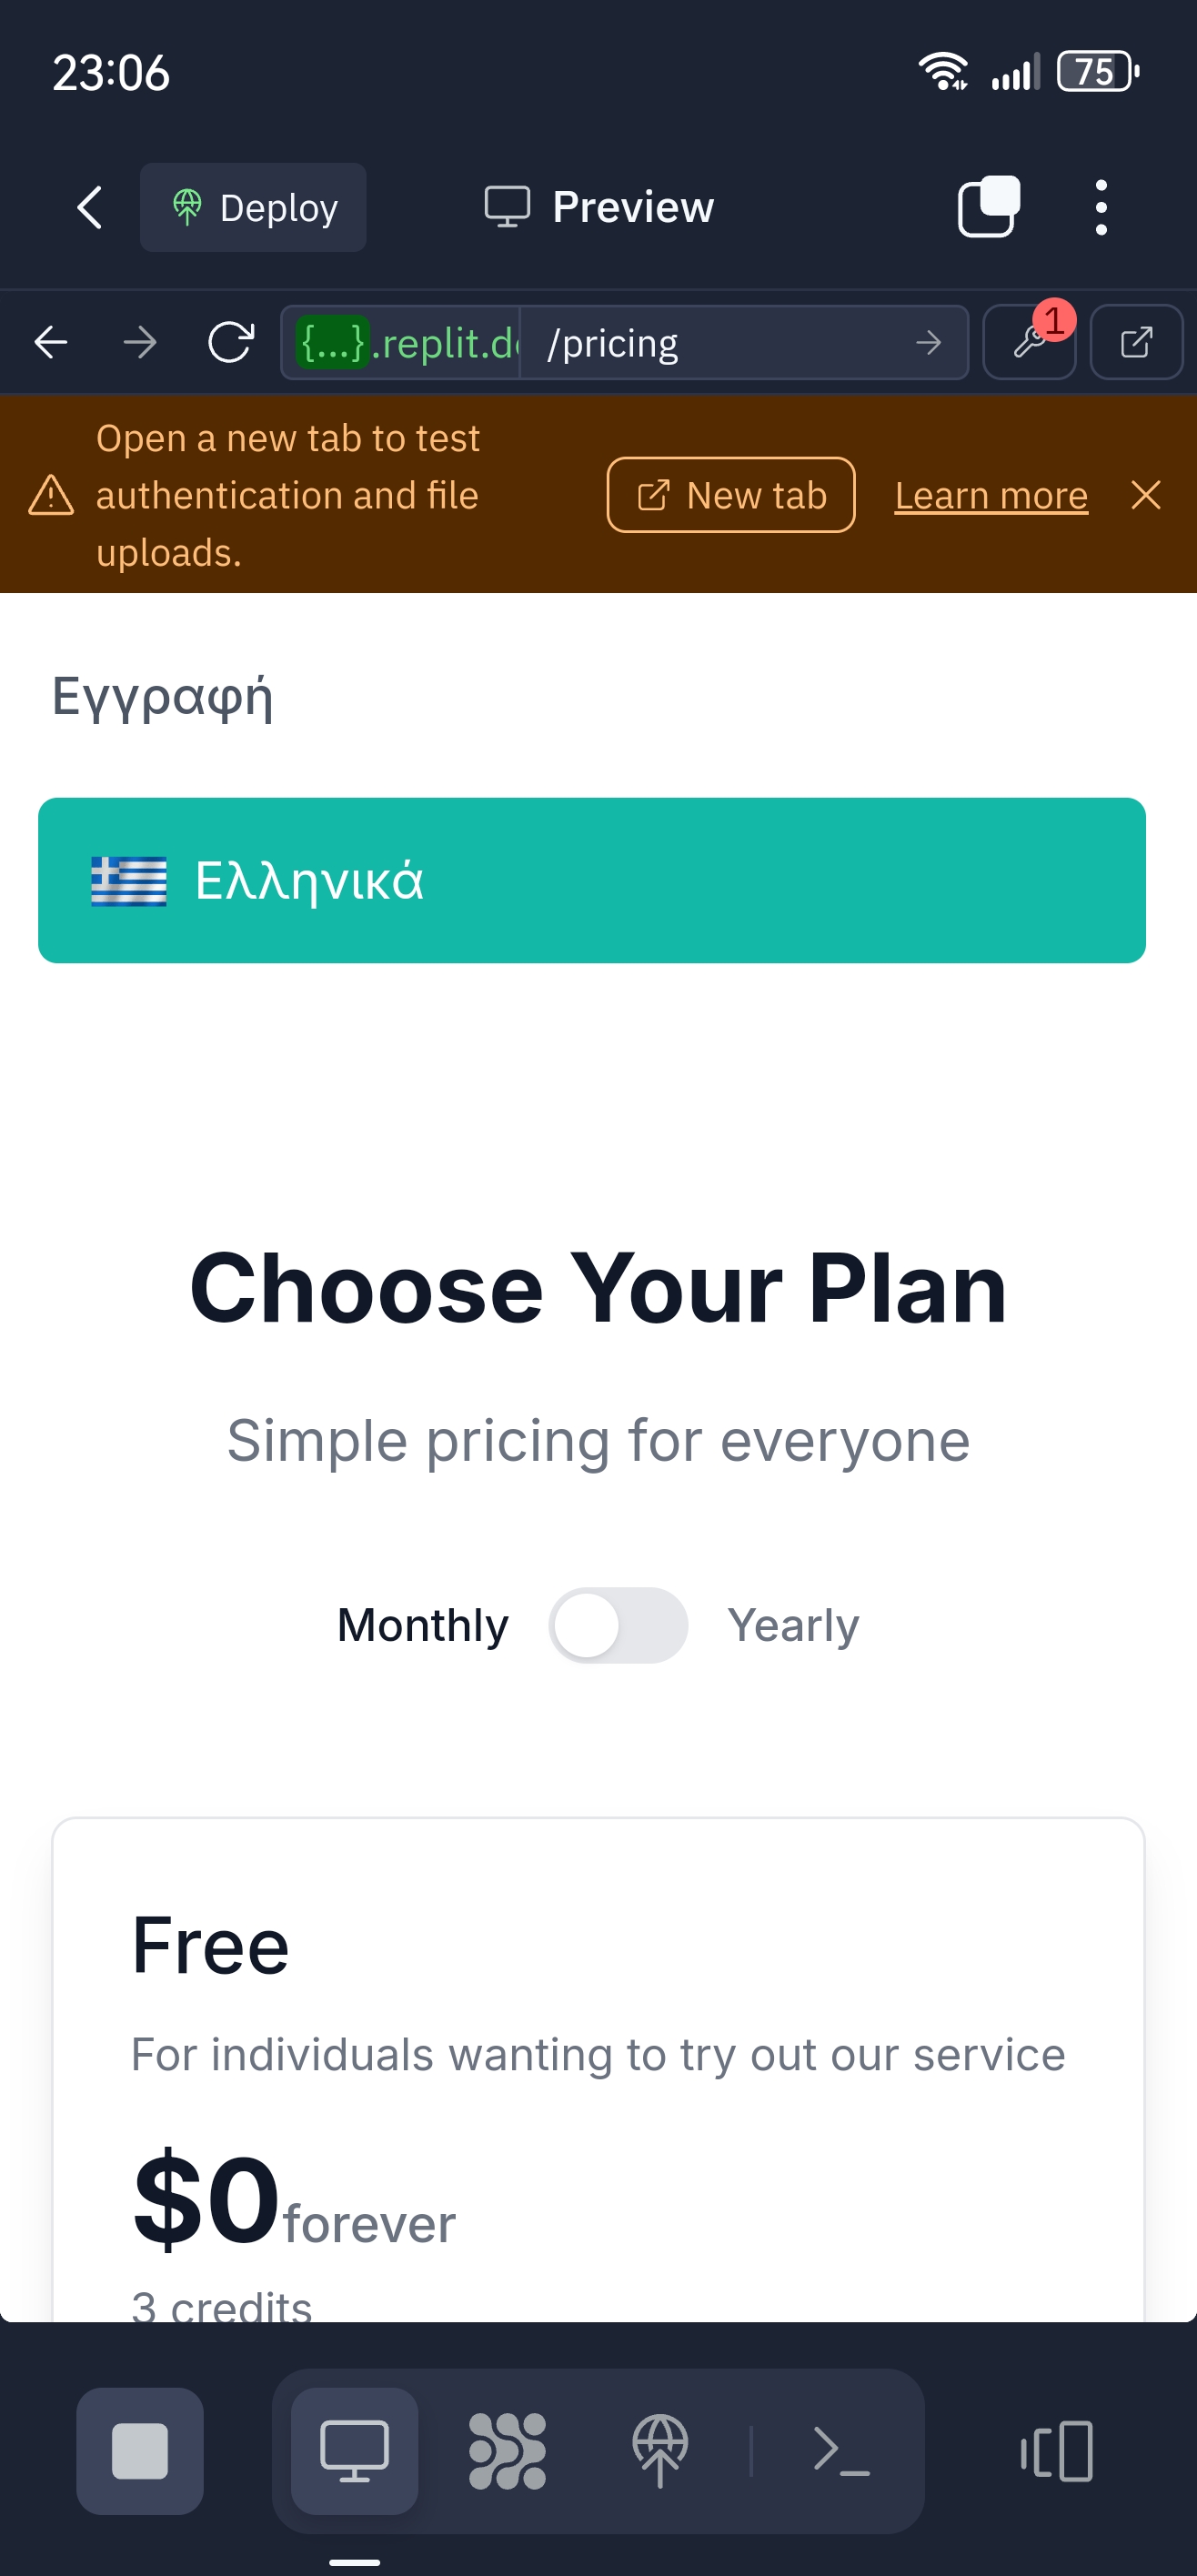 23:06
75
Deploy
Preview
{...}.replit.d
/pricing
1
Open a new tab to test
authentication and file
uploads.
New tab
Learn more
Εγγραφή
Ελληνικά
Choose Your Plan
Simple pricing for everyone
Monthly
Yearly
Free
For individuals wanting to try out our service
$0forever
3 credits